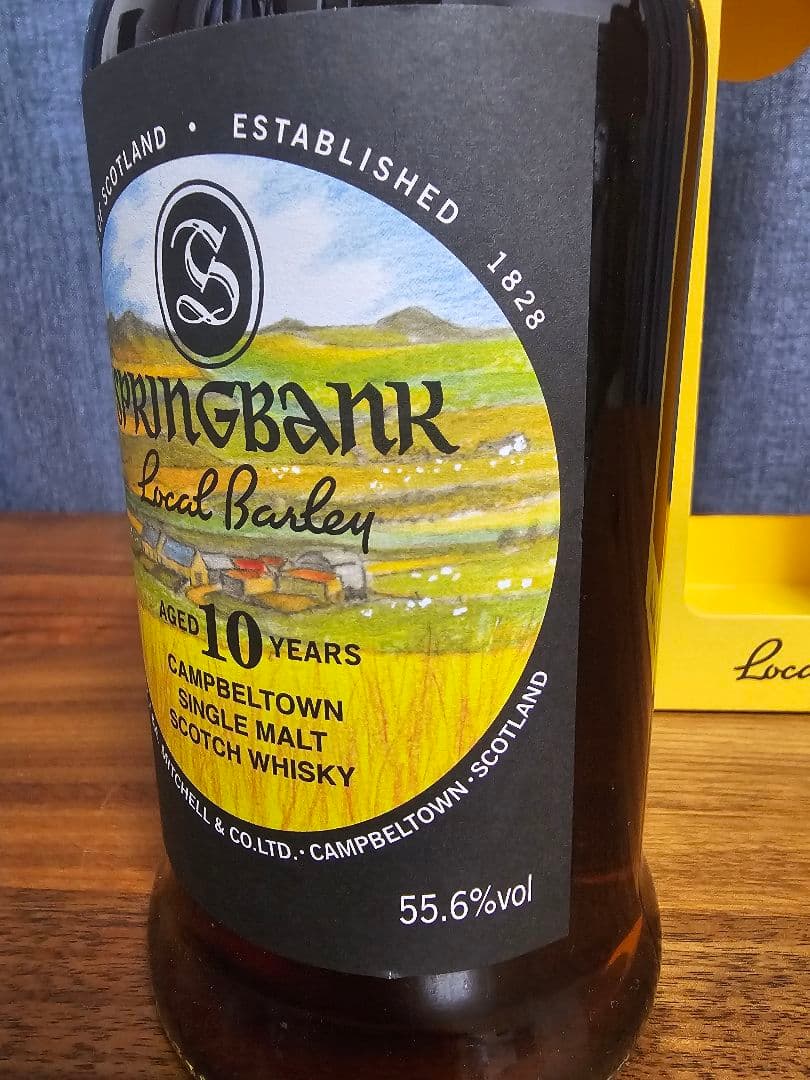 OF SCOTLAND • ESTABLISHED 1828
S
SPRINGBANK
Local Barley
AGED 10 YEARS
CAMPBELTOWN
SINGLE MALT
SCOTCH WHISKY
MITCHELL & CO.LTD. • CAMPBELTOWN • SCOTLAND
55.6%vol